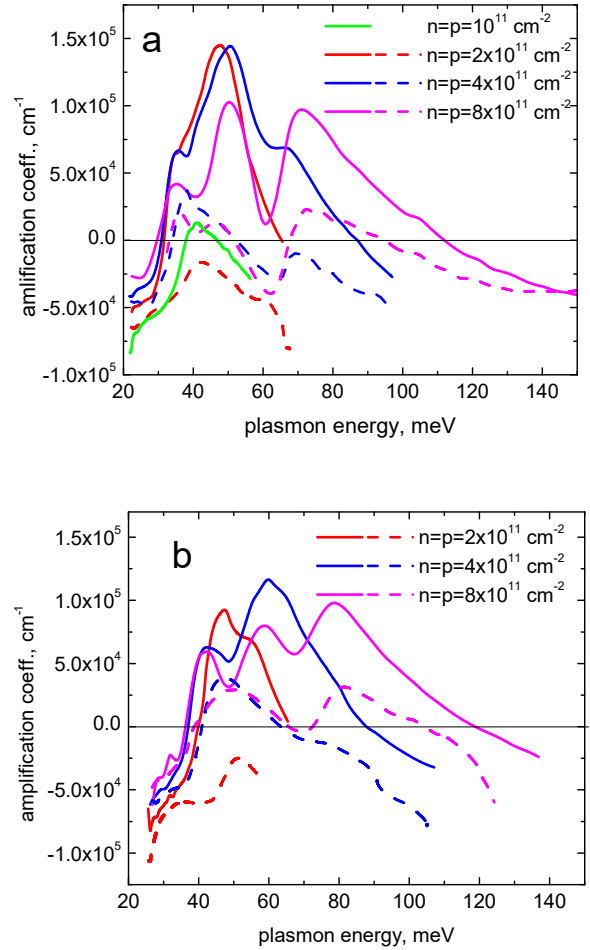 a
n=p=10¹¹ cm⁻²
n=p=2x10¹¹ cm⁻²
n=p=4x10¹¹ cm⁻²
n=p=8x10¹¹ cm⁻²
1.5x10⁵
1.0x10⁵
5.0x10⁴
0.0
-5.0x10⁴
-1.0x10⁵
amlification coeff., cm⁻¹
20 40 60 80 100 120 140
plasmon energy, meV
b
n=p=2x10¹¹ cm⁻²
n=p=4x10¹¹ cm⁻²
n=p=8x10¹¹ cm⁻²
1.5x10⁵
1.0x10⁵
5.0x10⁴
0.0
-5.0x10⁴
-1.0x10⁵
amplification coeff., cm⁻¹
20 40 60 80 100 120 140
plasmon energy, meV